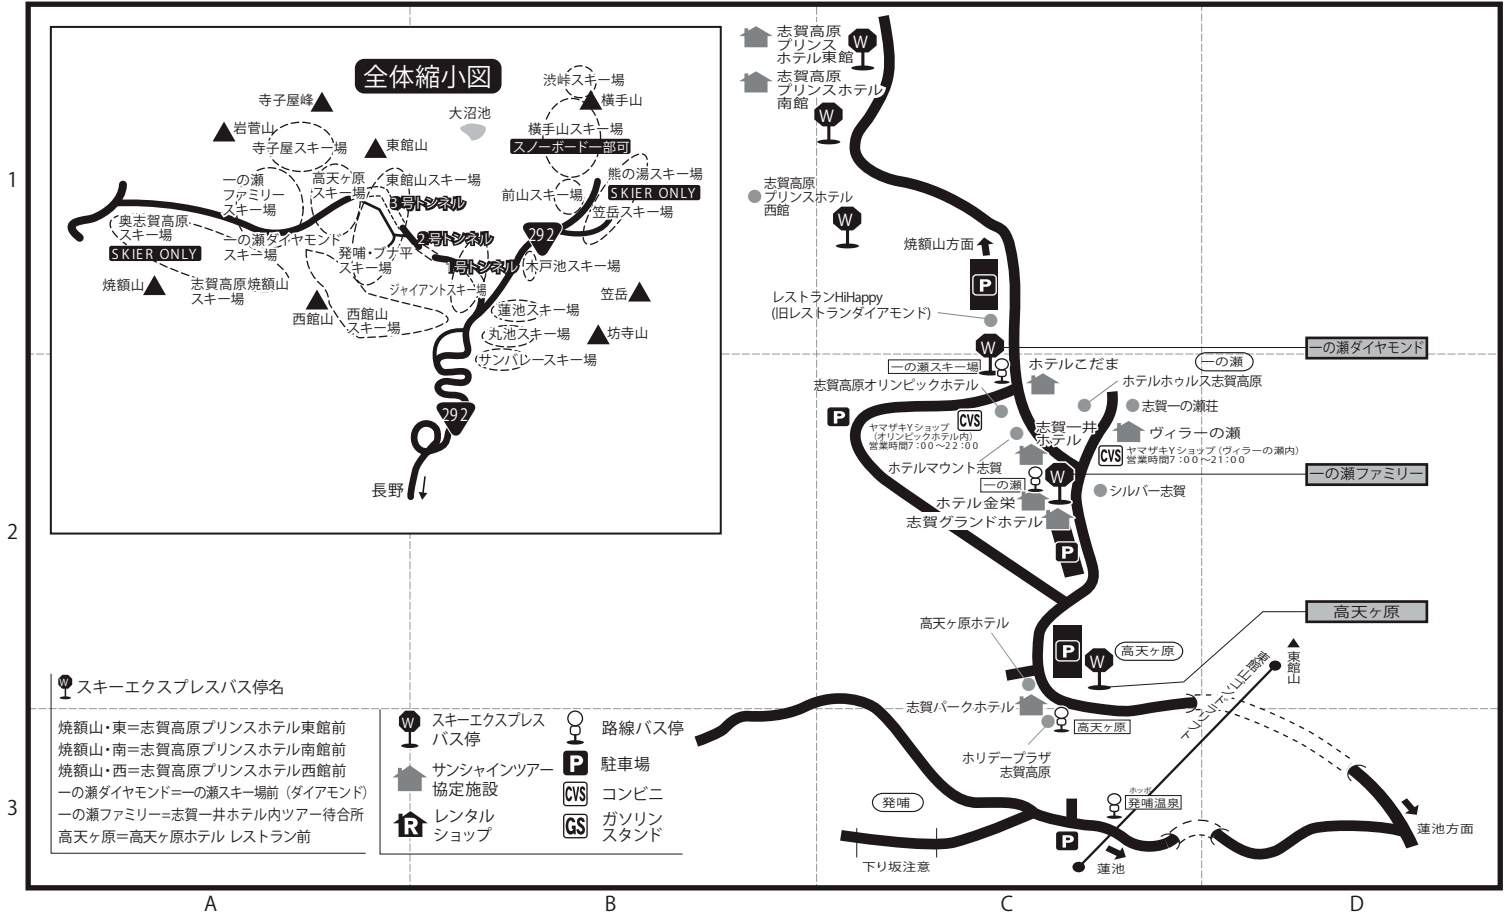 全体縮小図
渋峠スキー場
横手山
横手山スキー場
スノーボード一部可
寺子屋峰
岩菅山
寺子屋スキー場
東館山
大沼池
一の瀬
ファミリー
スキー場
高天ヶ原
スキー場
東館山スキー場
3号トンネル
2号トンネル
1号トンネル
前山スキー場
熊の湯スキー場
SKIER ONLY
笠岳スキー場
292
奥志賀高原
スキー場
SKIER ONLY
一の瀬ダイヤモンド
スキー場
発哺・ブナ平
スキー場
木戸池スキー場
焼額山
志賀高原焼額山
スキー場
ジャイアントスキー場
西館山
西館山
スキー場
笠岳
蓮池スキー場
丸池スキー場
坊寺山
サンバレースキー場
292
長野
志賀高原
プリンス
ホテル東館
W
志賀高原
プリンスホテル
南館
W
志賀高原
プリンスホテル
西館
W
焼額山方面
P
レストランHiHappy
(旧レストランダイアモンド)
W
一の瀬ダイヤモンド
一の瀬スキー場
ホテルこだま
一の瀬
志賀高原オリンピックホテル
ホテルホゥルス志賀高原
P
CVS
ヤマザキYショップ
(オリンピックホテル内)
営業時間7:00〜22:00
志賀一の瀬荘
志賀一井
ホテル
ヴィラ一の瀬
CVS
ヤマザキYショップ(ヴィラ一の瀬内)
営業時間7:00〜21:00
ホテルマウント志賀
W
一の瀬ファミリー
一の瀬
シルバー志賀
ホテル金栄
志賀グランドホテル
P
高天ヶ原
高天ヶ原ホテル
P
W
高天ヶ原
東館山
東館山ゴンドラリフト
志賀パークホテル
高天ヶ原
ホリデープラザ
志賀高原
発哺
ホッポ
発哺温泉
P
下り坂注意
蓮池
蓮池方面
W スキーエクスプレスバス停名
焼額山・東=志賀高原プリンスホテル東館前
焼額山・南=志賀高原プリンスホテル南館前
焼額山・西=志賀高原プリンスホテル西館前
一の瀬ダイヤモンド=一の瀬スキー場前（ダイアモンド）
一の瀬ファミリー=志賀一井ホテル内ツアー待合所
高天ヶ原=高天ヶ原ホテル レストラン前
W スキーエクスプレス
バス停
サンシャインツアー
協定施設
R レンタル
ショップ
路線バス停
P 駐車場
CVS コンビニ
GS ガソリン
スタンド
1
2
3
A
B
C
D